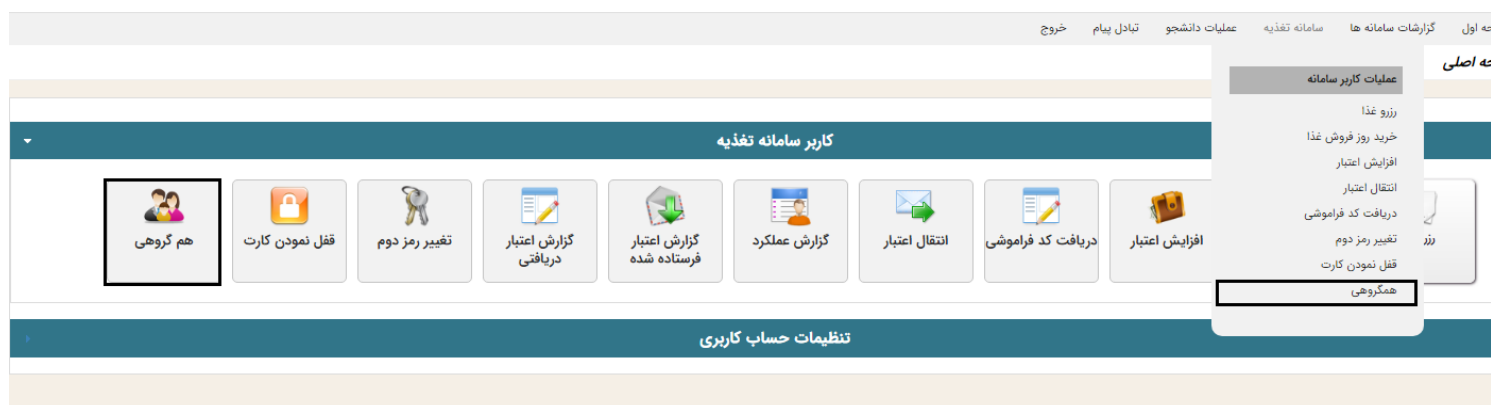 حه اول
گزارشات سامانه ها
سامانه تغذیه
عملیات دانشجو
تبادل پیام
خروج
حه اصلی
عملیات کاربر سامانه
رزرو غذا
خرید روز فروش غذا
افزایش اعتبار
انتقال اعتبار
دریافت کد فراموشی
تغییر رمز دوم
قفل نمودن کارت
همگروهی
کاربر سامانه تغذیه
رزر
افزایش اعتبار
دریافت کد فراموشی
انتقال اعتبار
گزارش عملکرد
گزارش اعتبار
فرستاده شده
گزارش اعتبار
دریافتی
تغییر رمز دوم
قفل نمودن کارت
هم گروهی
تنظیمات حساب کاربری